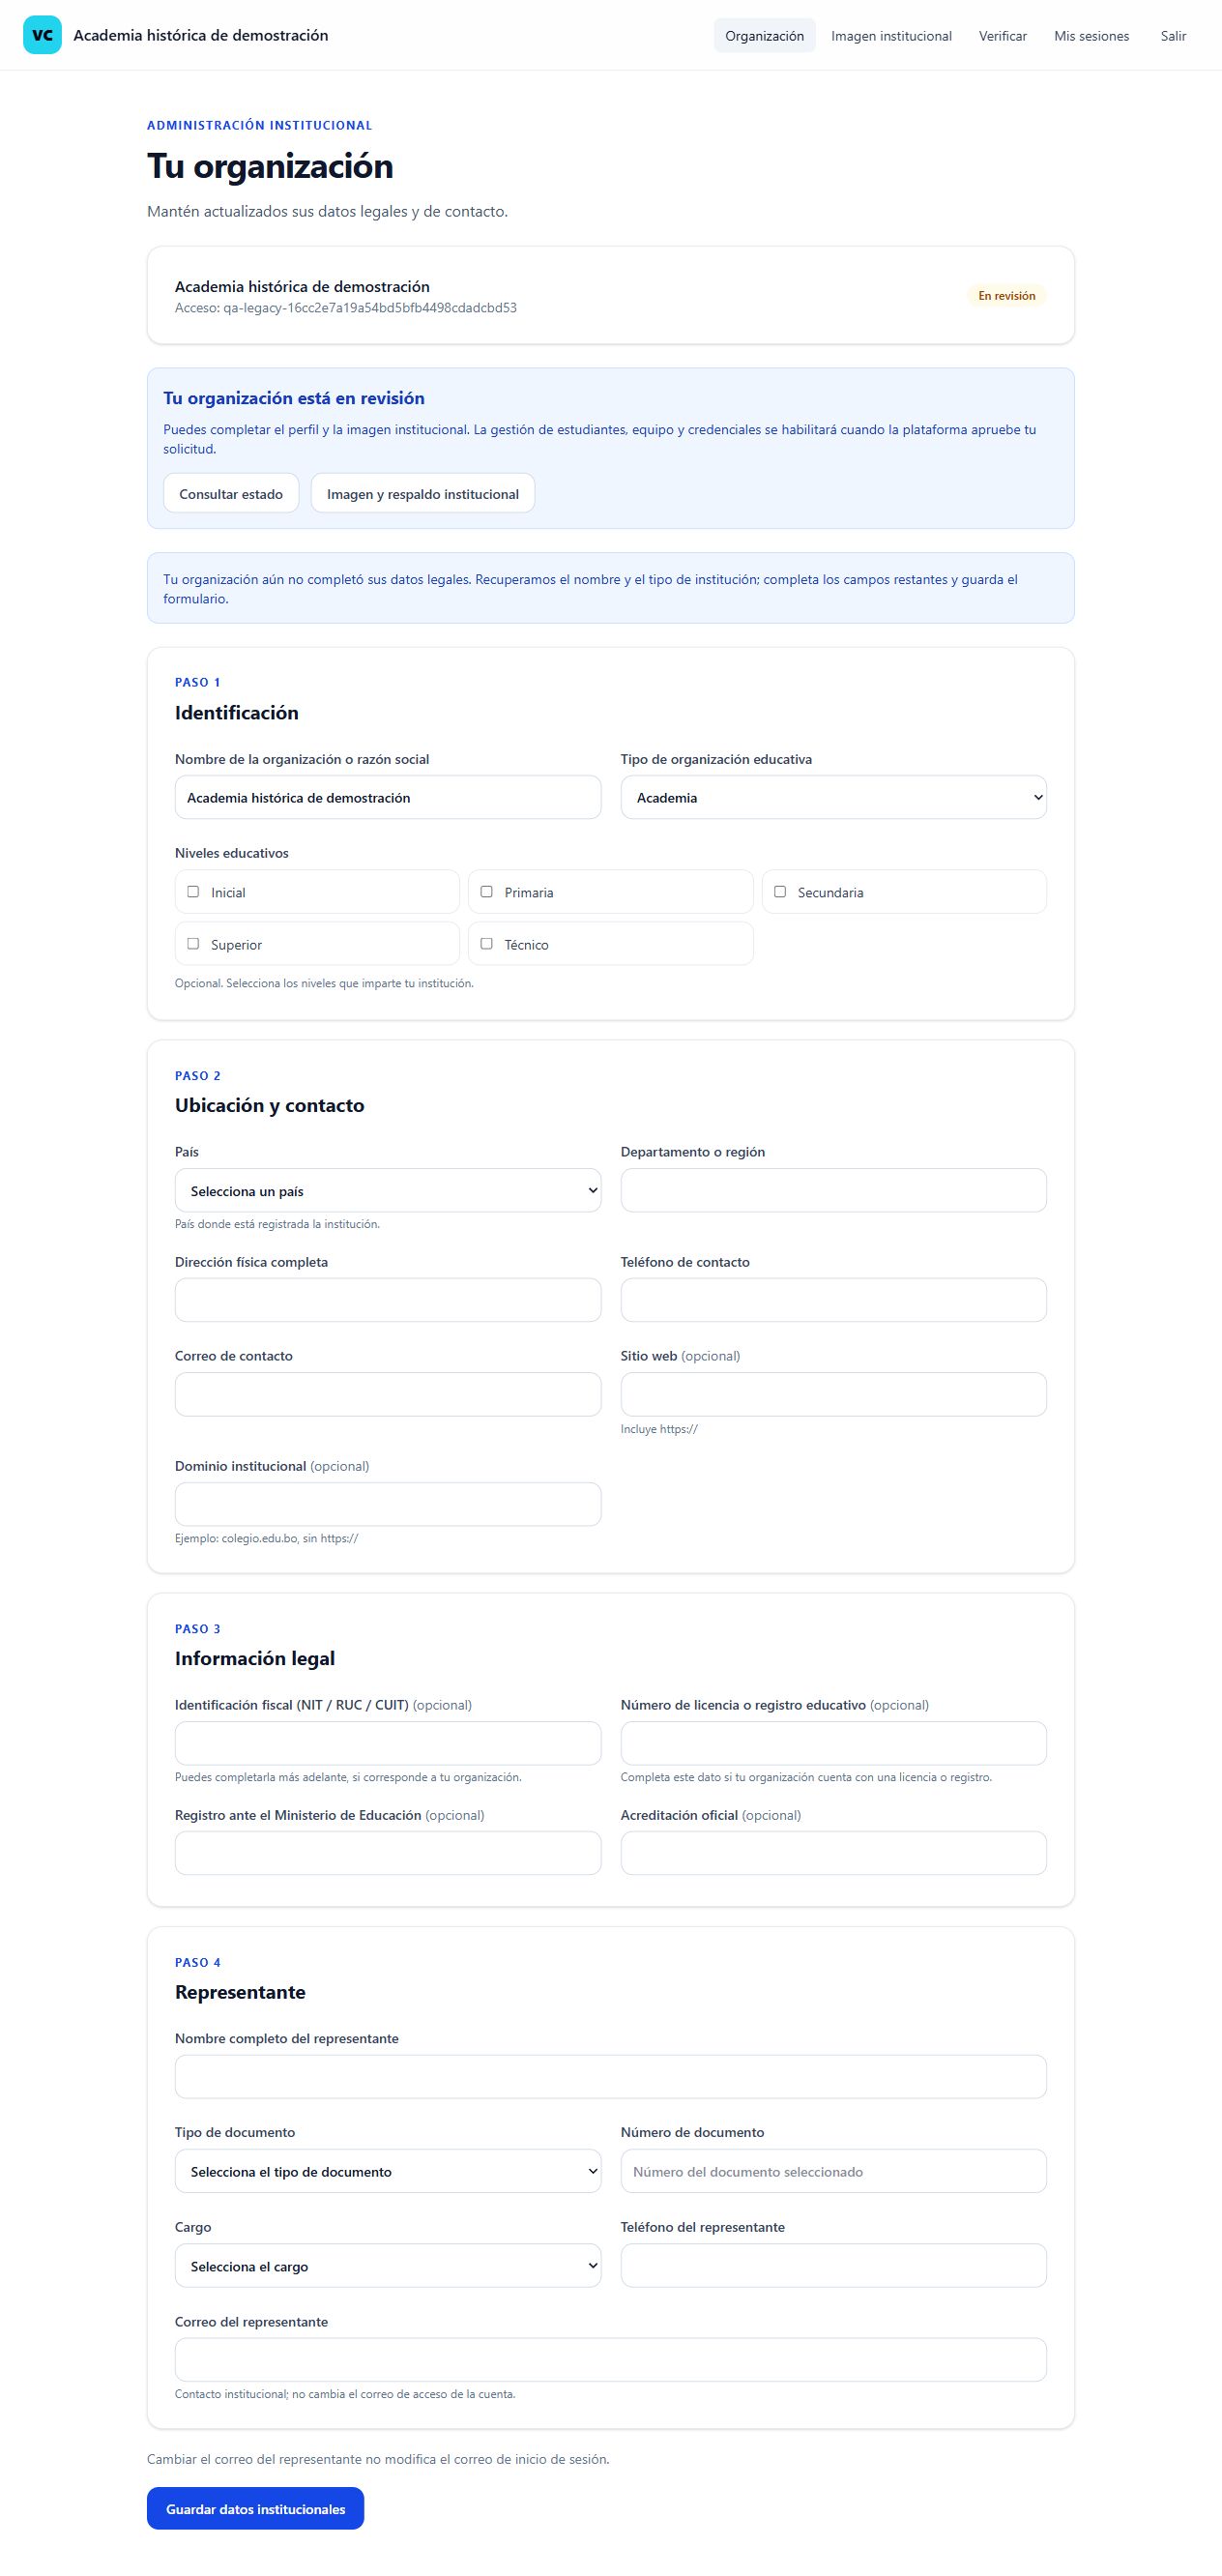 VC Academia histórica de demostración Organización Imagen institucional Verificar Mis sesiones Salir
ADMINISTRACIÓN INSTITUCIONAL
Tu organización
Mantén actualizados sus datos legales y de contacto.
Academia histórica de demostración
Acceso: qa-legacy-16cc2e7a19a54bd5bfb4498cdadcbd53
En revisión
Tu organización está en revisión
Puedes completar el perfil y la imagen institucional. La gestión de estudiantes, equipo y credenciales se habilitará cuando la plataforma apruebe tu
solicitud.
Consultar estado Imagen y respaldo institucional
Tu organización aún no completó sus datos legales. Recuperamos el nombre y el tipo de institución; completa los campos restantes y guarda el
formulario.
PASO 1
Identificación
Nombre de la organización o razón social Tipo de organización educativa
Academia histórica de demostración Academia
Niveles educativos
Inicial Primaria Secundaria
Superior Técnico
Opcional. Selecciona los niveles que imparte tu institución.
PASO 2
Ubicación y contacto
País Departamento o región
Selecciona un país
País donde está registrada la institución.
Dirección física completa Teléfono de contacto
Correo de contacto Sitio web (opcional)
Incluye https://
Dominio institucional (opcional)
Ejemplo: colegio.edu.bo, sin https://
PASO 3
Información legal
Identificación fiscal (NIT / RUC / CUIT) (opcional) Número de licencia o registro educativo (opcional)
Puedes completarla más adelante, si corresponde a tu organización. Completa este dato si tu organización cuenta con una licencia o registro.
Registro ante el Ministerio de Educación (opcional) Acreditación oficial (opcional)
PASO 4
Representante
Nombre completo del representante
Tipo de documento Número de documento
Selecciona el tipo de documento Número del documento seleccionado
Cargo Teléfono del representante
Selecciona el cargo
Correo del representante
Contacto institucional; no cambia el correo de acceso de la cuenta.
Cambiar el correo del representante no modifica el correo de inicio de sesión.
Guardar datos institucionales